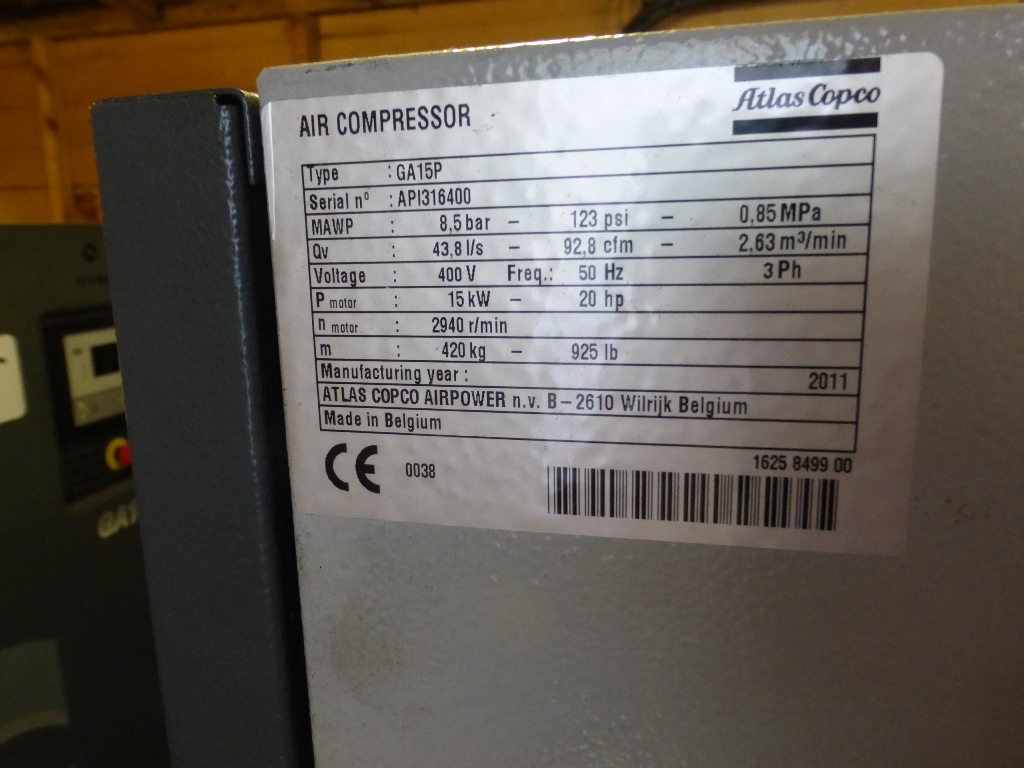 Atlas Copco
AIR COMPRESSOR
Type : GA15P
Serial nº : API316400
MAWP : 8,5 bar – 123 psi – 0,85 MPa
Qv : 43,8 l/s – 92,8 cfm – 2,63 m³/min
Voltage : 400 V Freq.: 50 Hz 3 Ph
P motor : 15 kW – 20 hp
n motor : 2940 r/min
m : 420 kg – 925 lb
Manufacturing year : 2011
ATLAS COPCO AIRPOWER n.v. B – 2610 Wilrijk Belgium
Made in Belgium
CE 0038
1625 8499 00